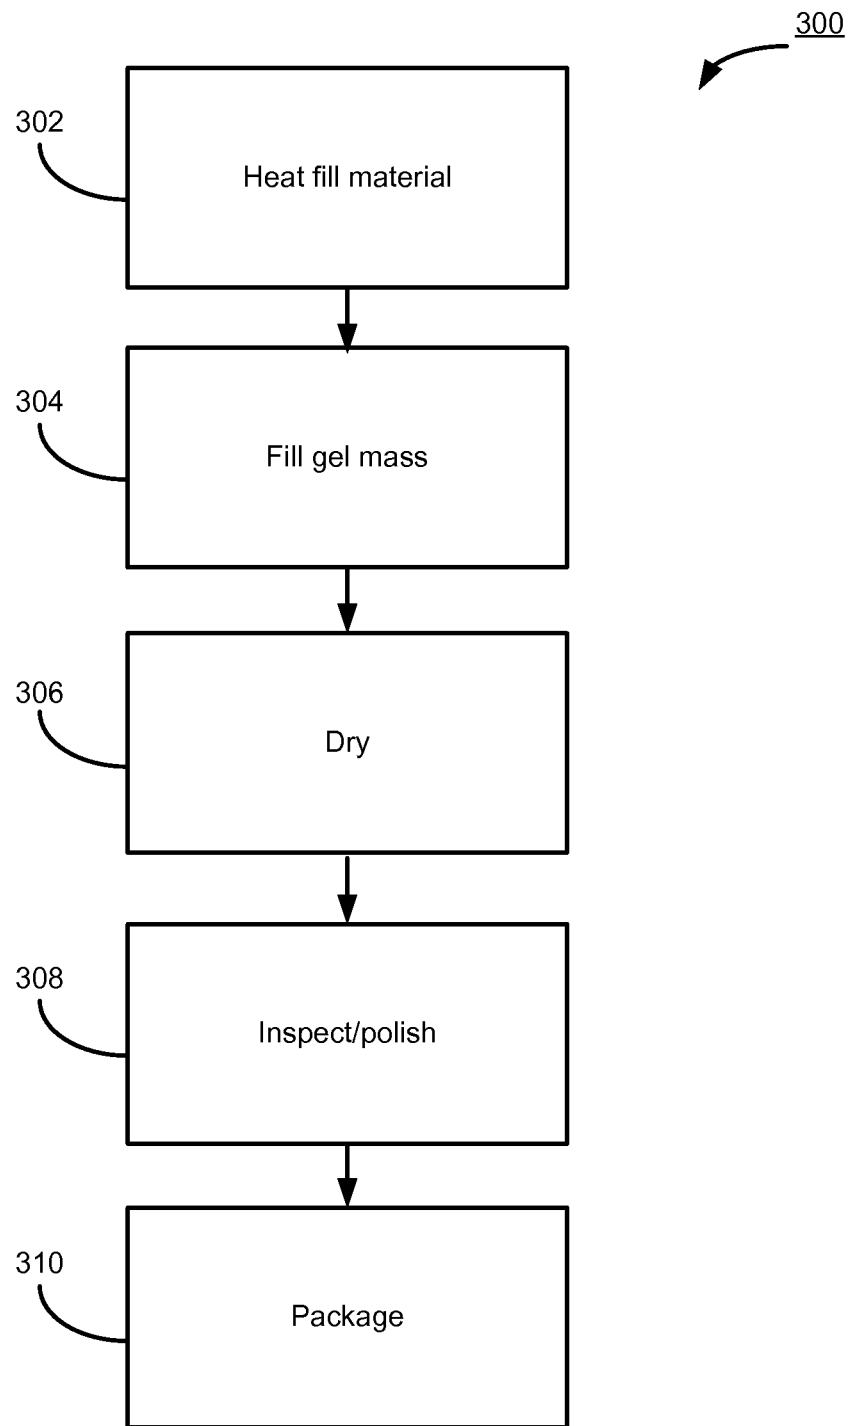 300
302
Heat fill material
304
Fill gel mass
306
Dry
308
Inspect/polish
310
Package